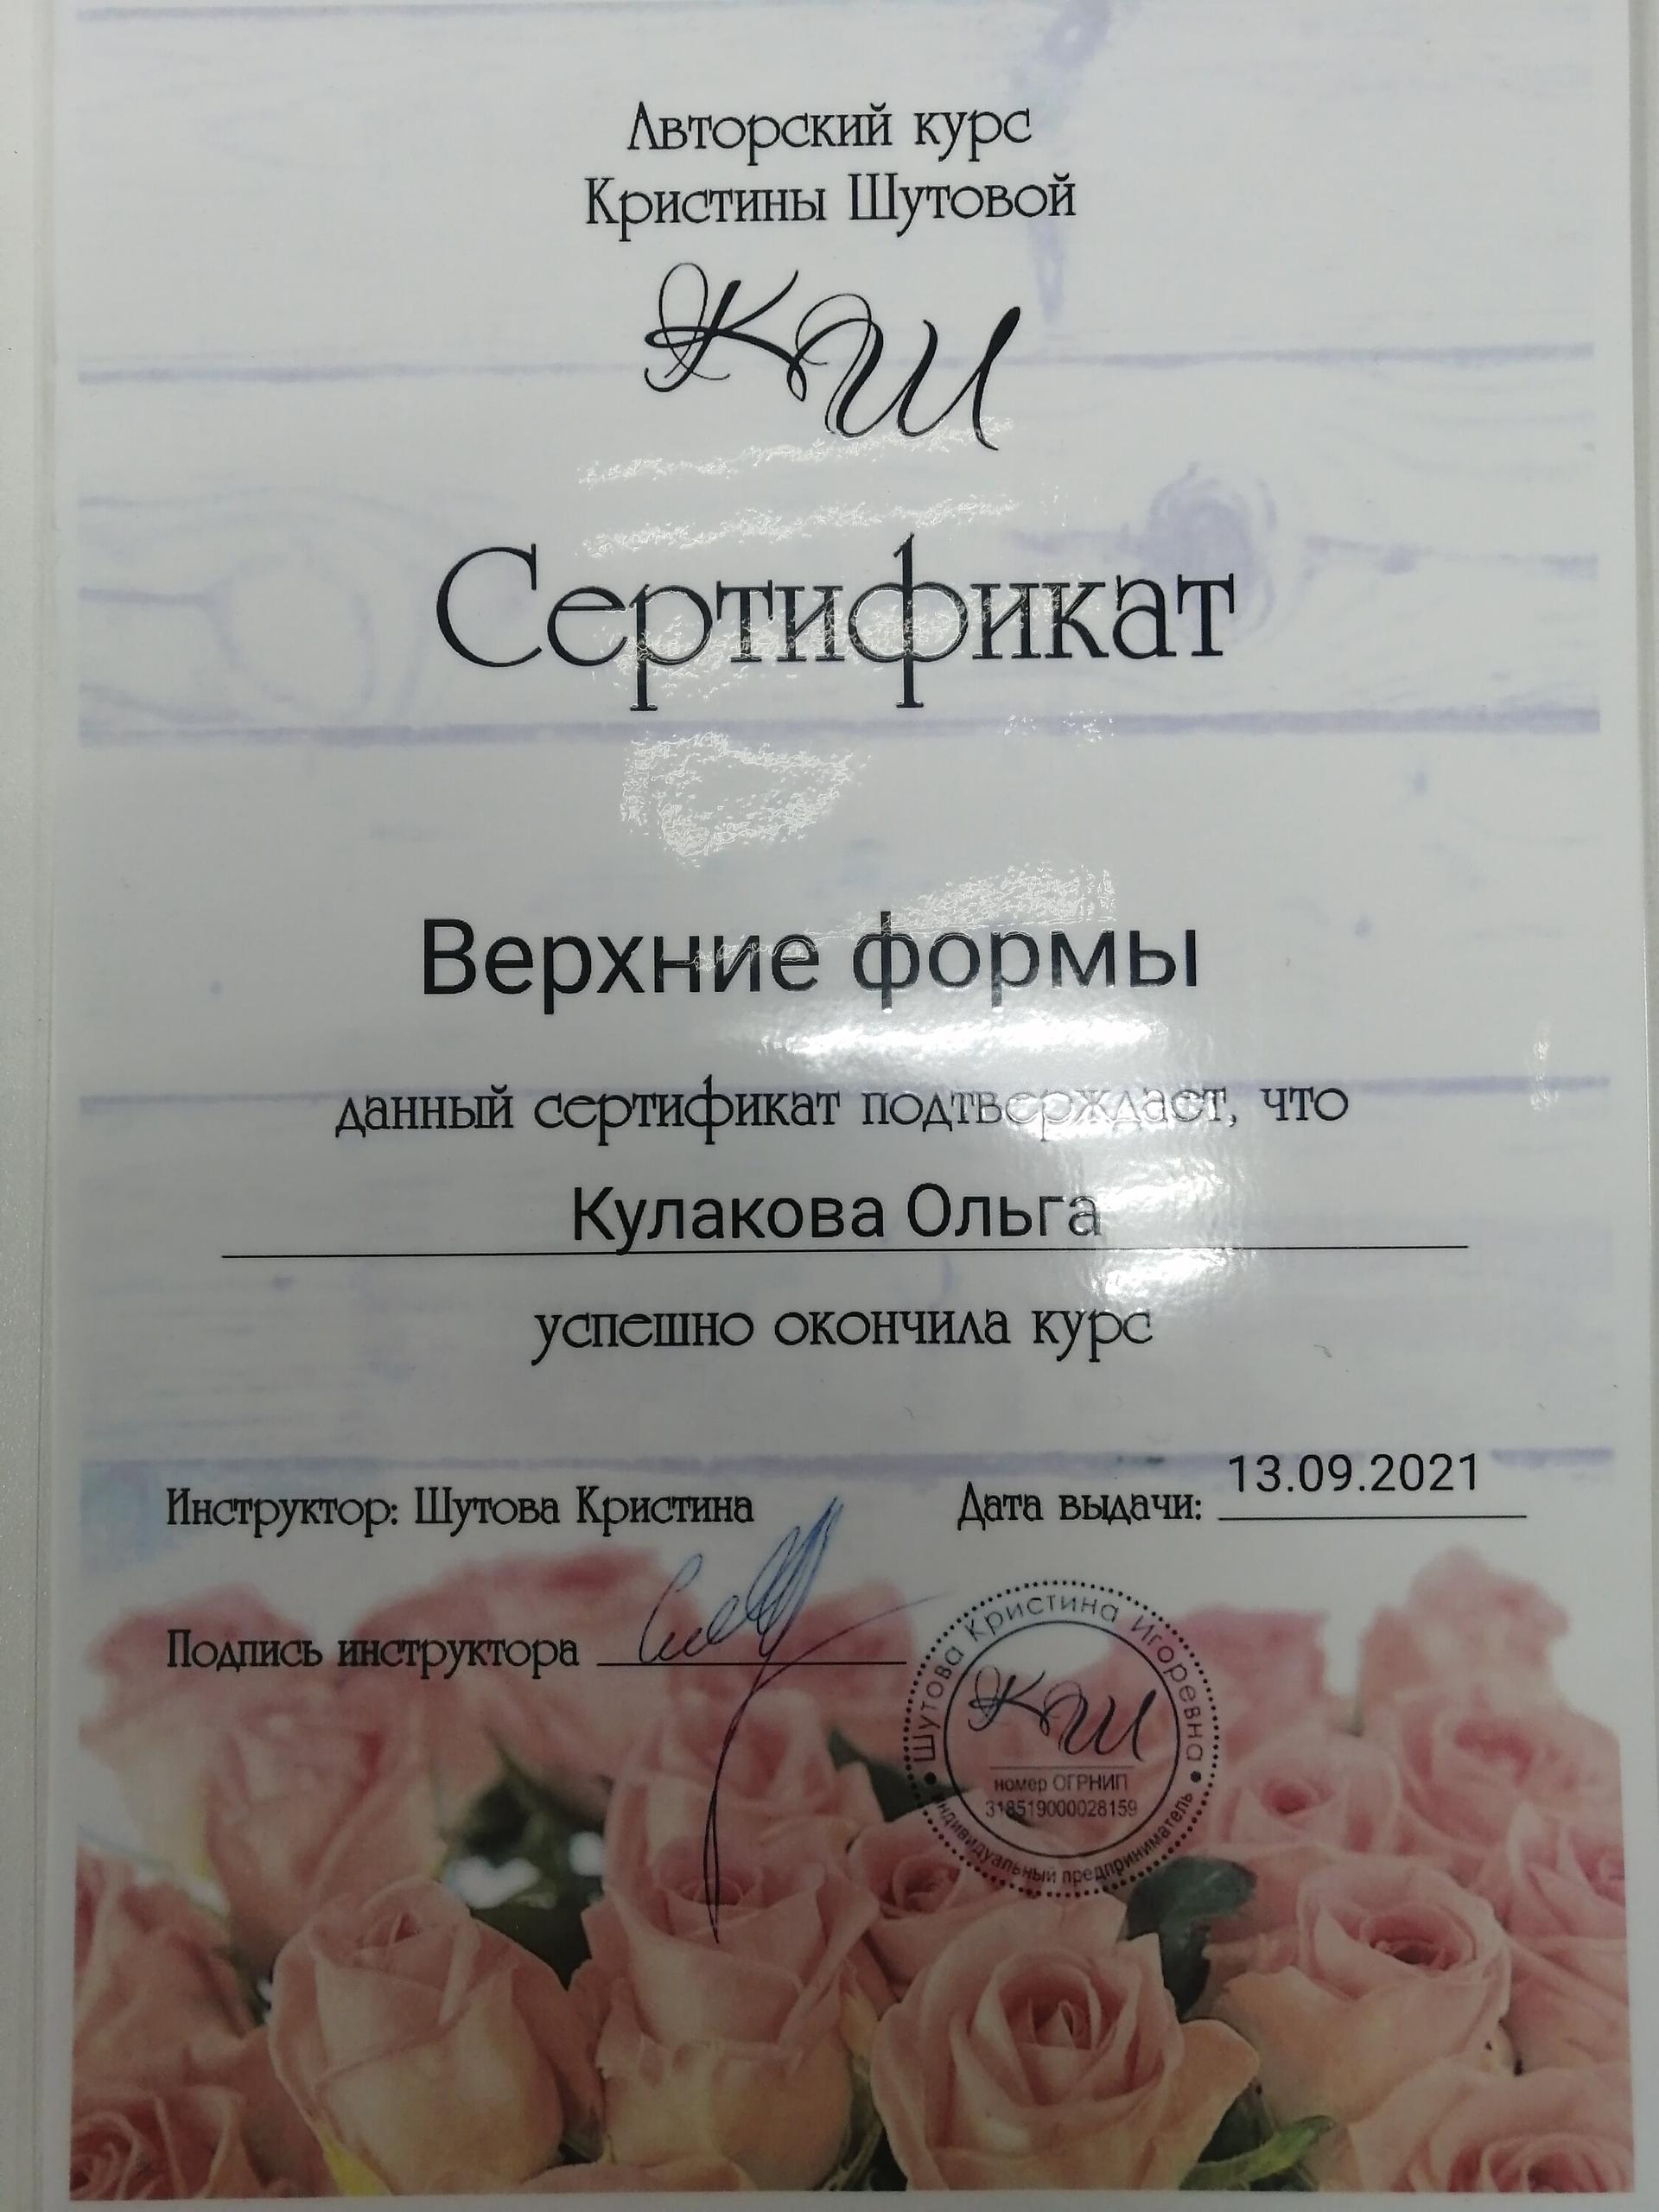 Авторский курс
Кристины Шутовой
КШ
Сертификат
Верхние формы
данный сертификат подтверждает, что
Кулакова Ольга
успешно окончила курс
13.09.2021
Инструктор: Шутова Кристина Дата выдачи:
Подпись инструктора
Шутова Кристина Игоревна
КШ
номер ОГРНИП
318519000028159
индивидуальный предприниматель